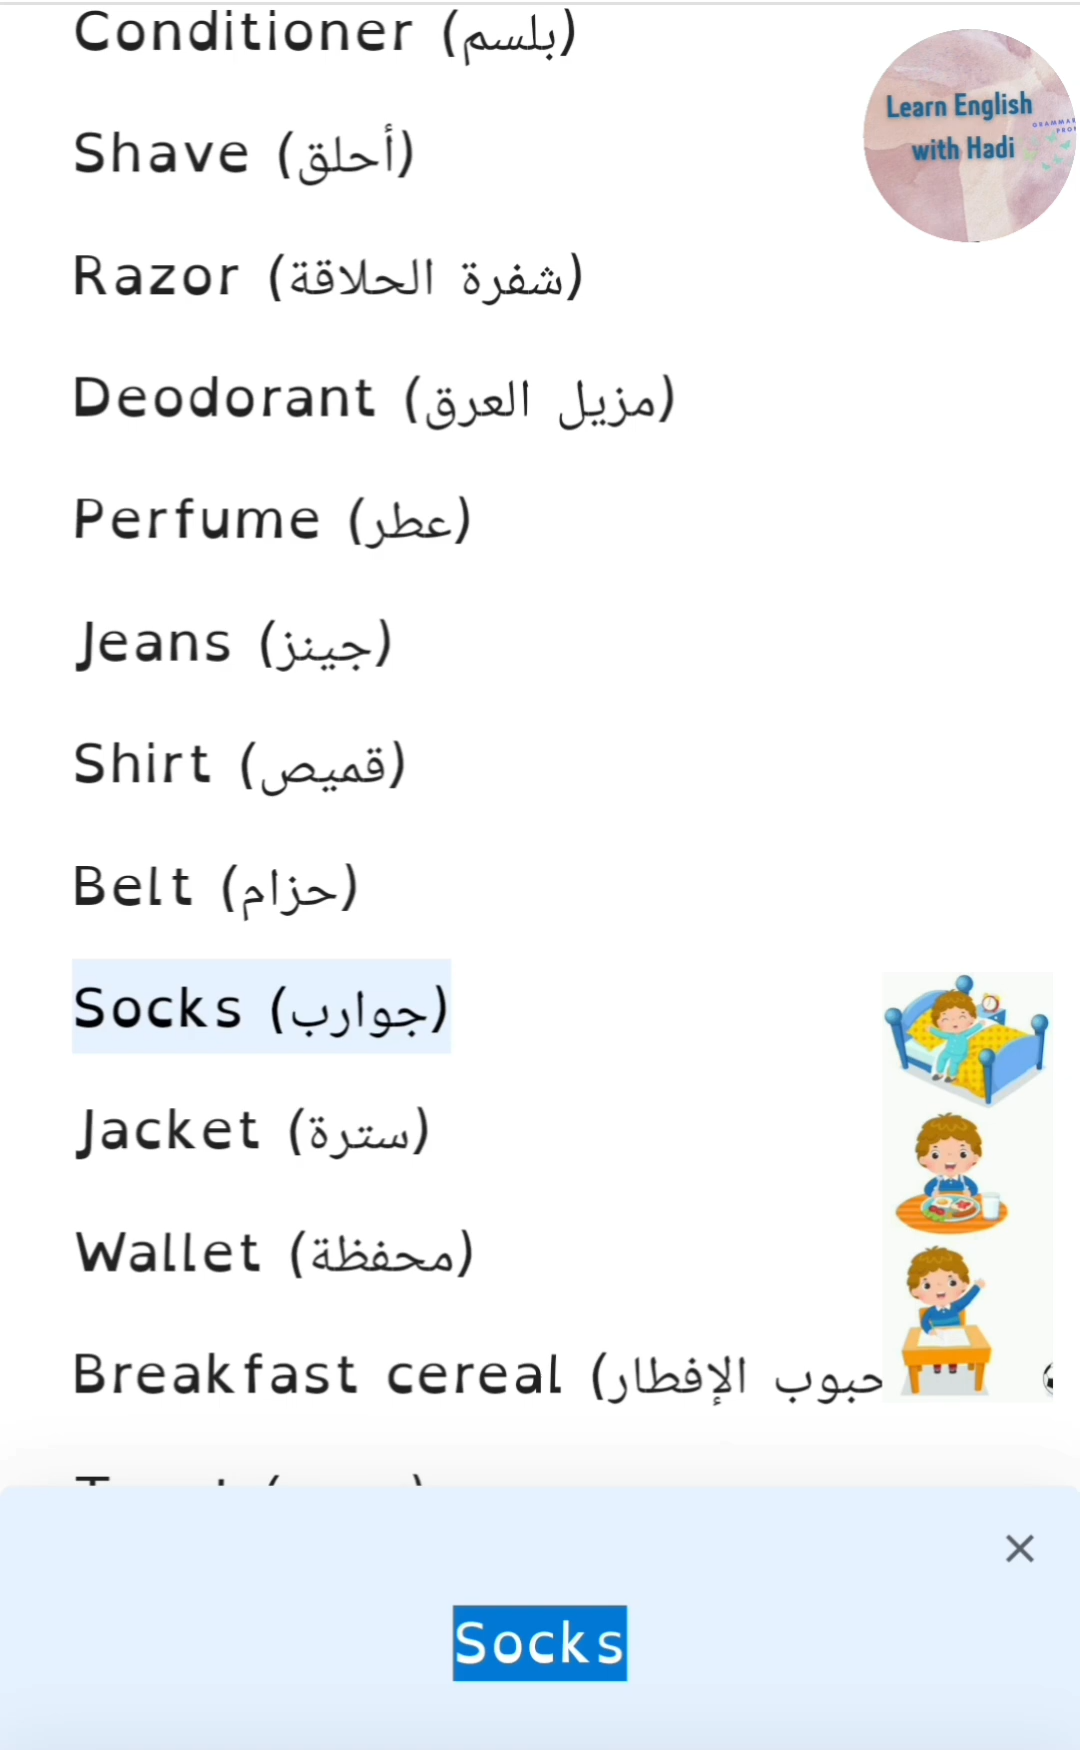 Conditioner (بلسم)
Shave (أحلق)
Razor (شفرة الحلاقة)
Deodorant (مزيل العرق)
Perfume (عطر)
Jeans (جينز)
Shirt (قميص)
Belt (حزام)
Socks (جوارب)
Jacket (سترة)
Wallet (محفظة)
Breakfast cereal (حبوب الإفطار
Learn English
with Hadi
Socks